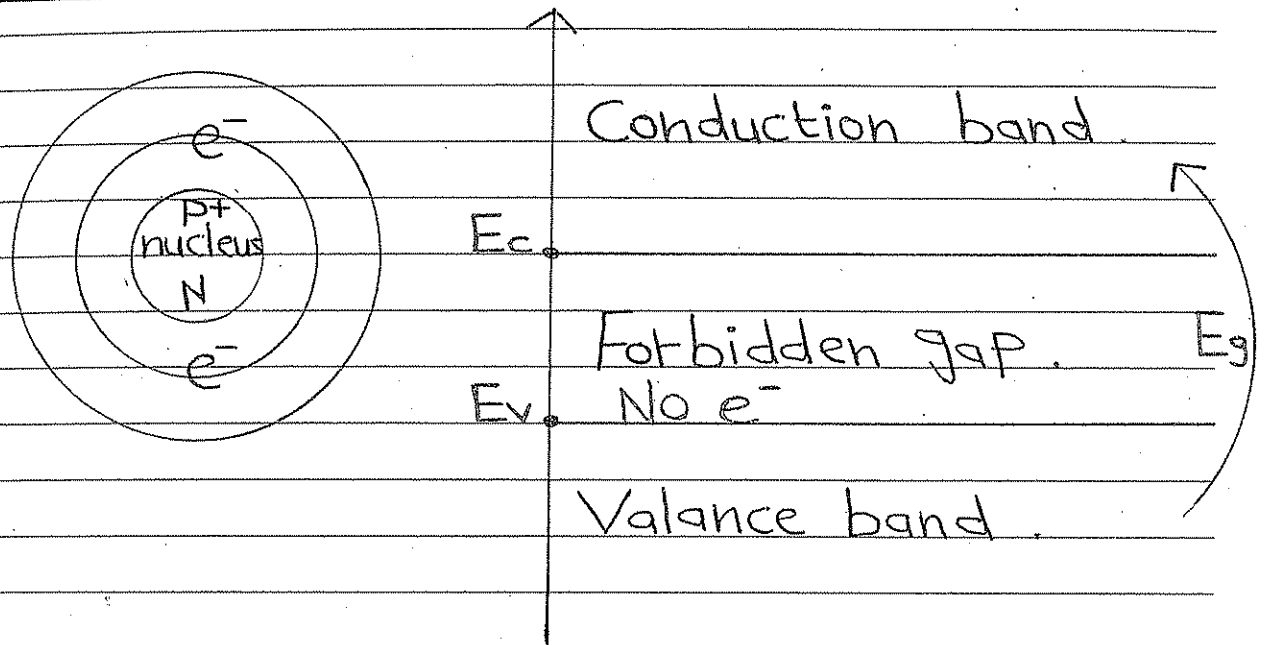 e⁻
p+
nucleus
N
e⁻
Conduction band.
Ec
Forbidden gap.
Eg
Ev
No e⁻
Valance band.